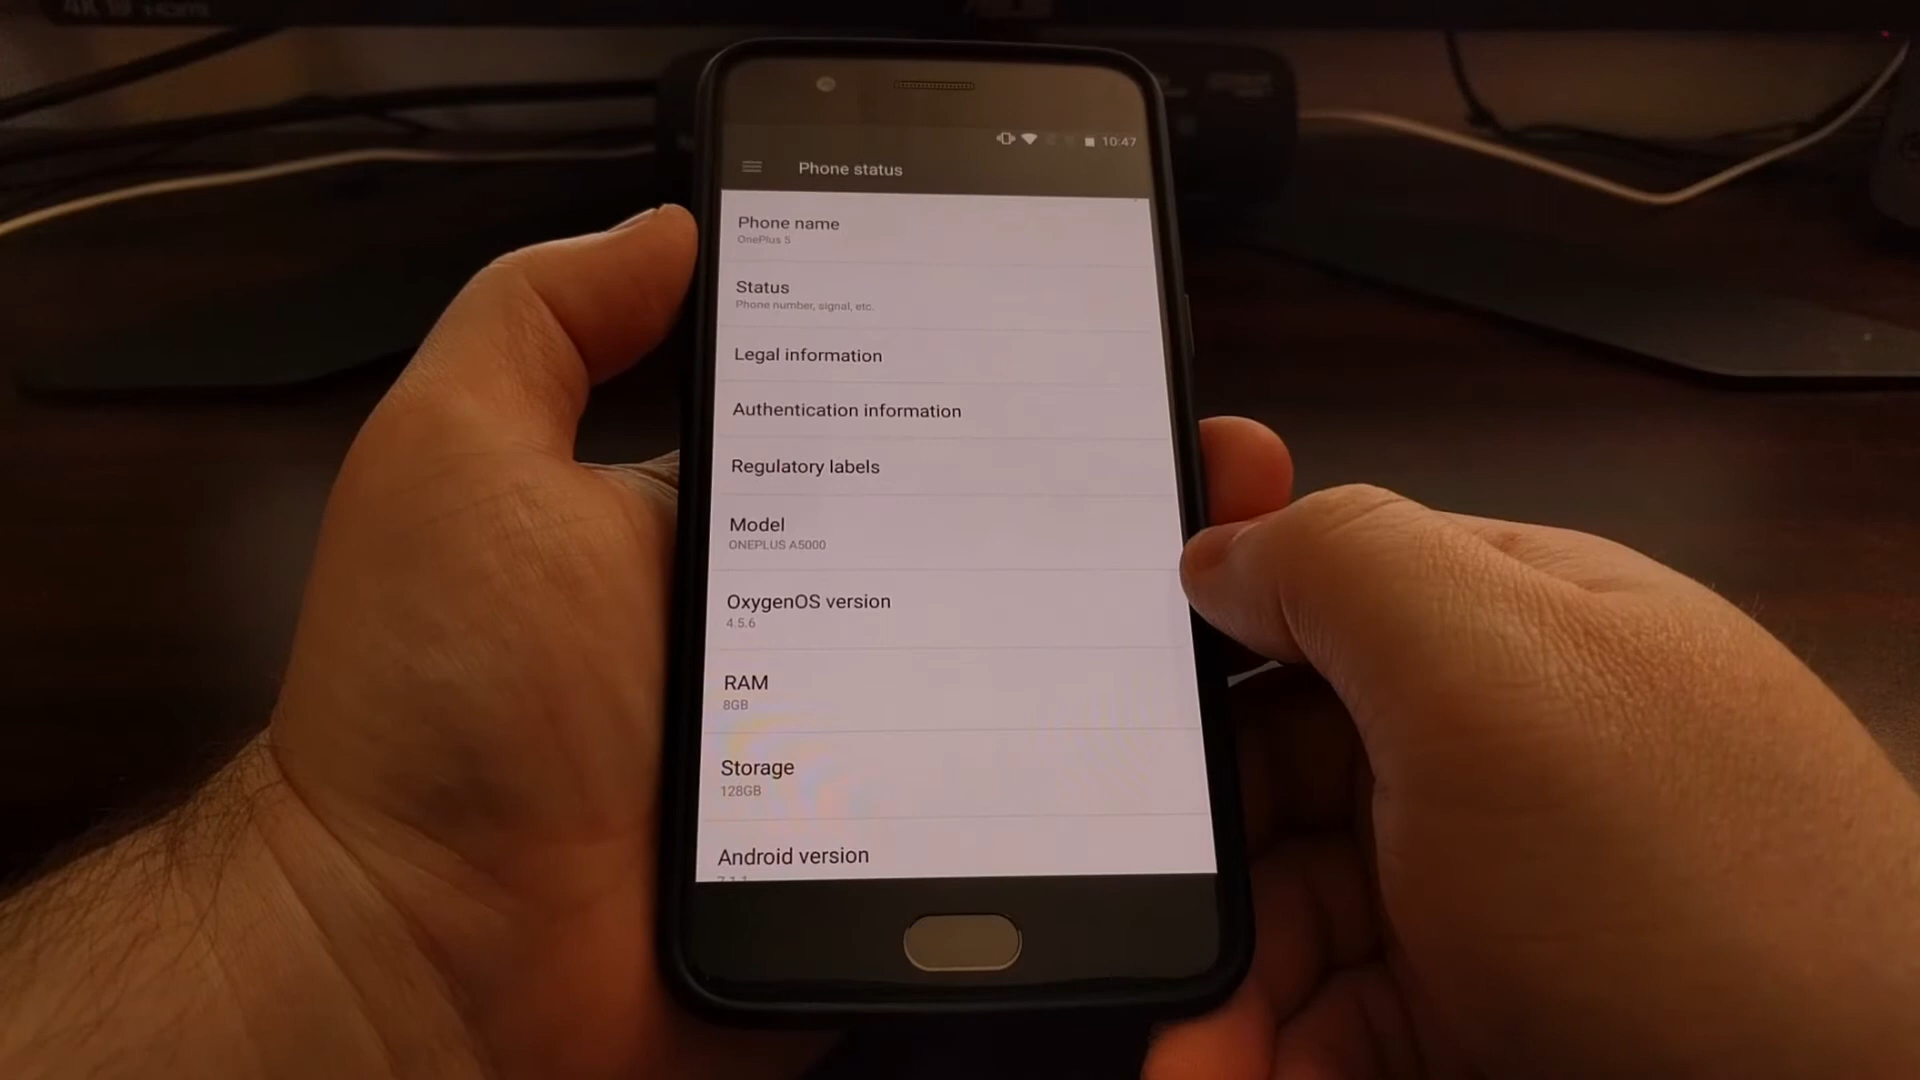 10:47
Phone status
Phone name
OnePlus 5
Status
Phone number, signal, etc.
Legal information
Authentication information
Regulatory labels
Model
ONEPLUS A5000
OxygenOS version
4.5.6
RAM
8GB
Storage
128GB
Android version